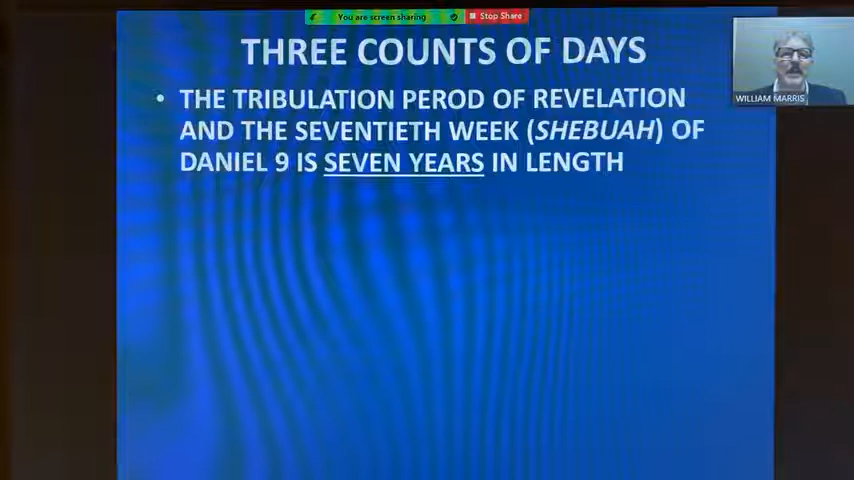 You are screen sharing
Stop Share
THREE COUNTS OF DAYS
WILLIAM MARRIS
• THE TRIBULATION PEROD OF REVELATION
AND THE SEVENTIETH WEEK (SHEBUAH) OF
DANIEL 9 IS SEVEN YEARS IN LENGTH